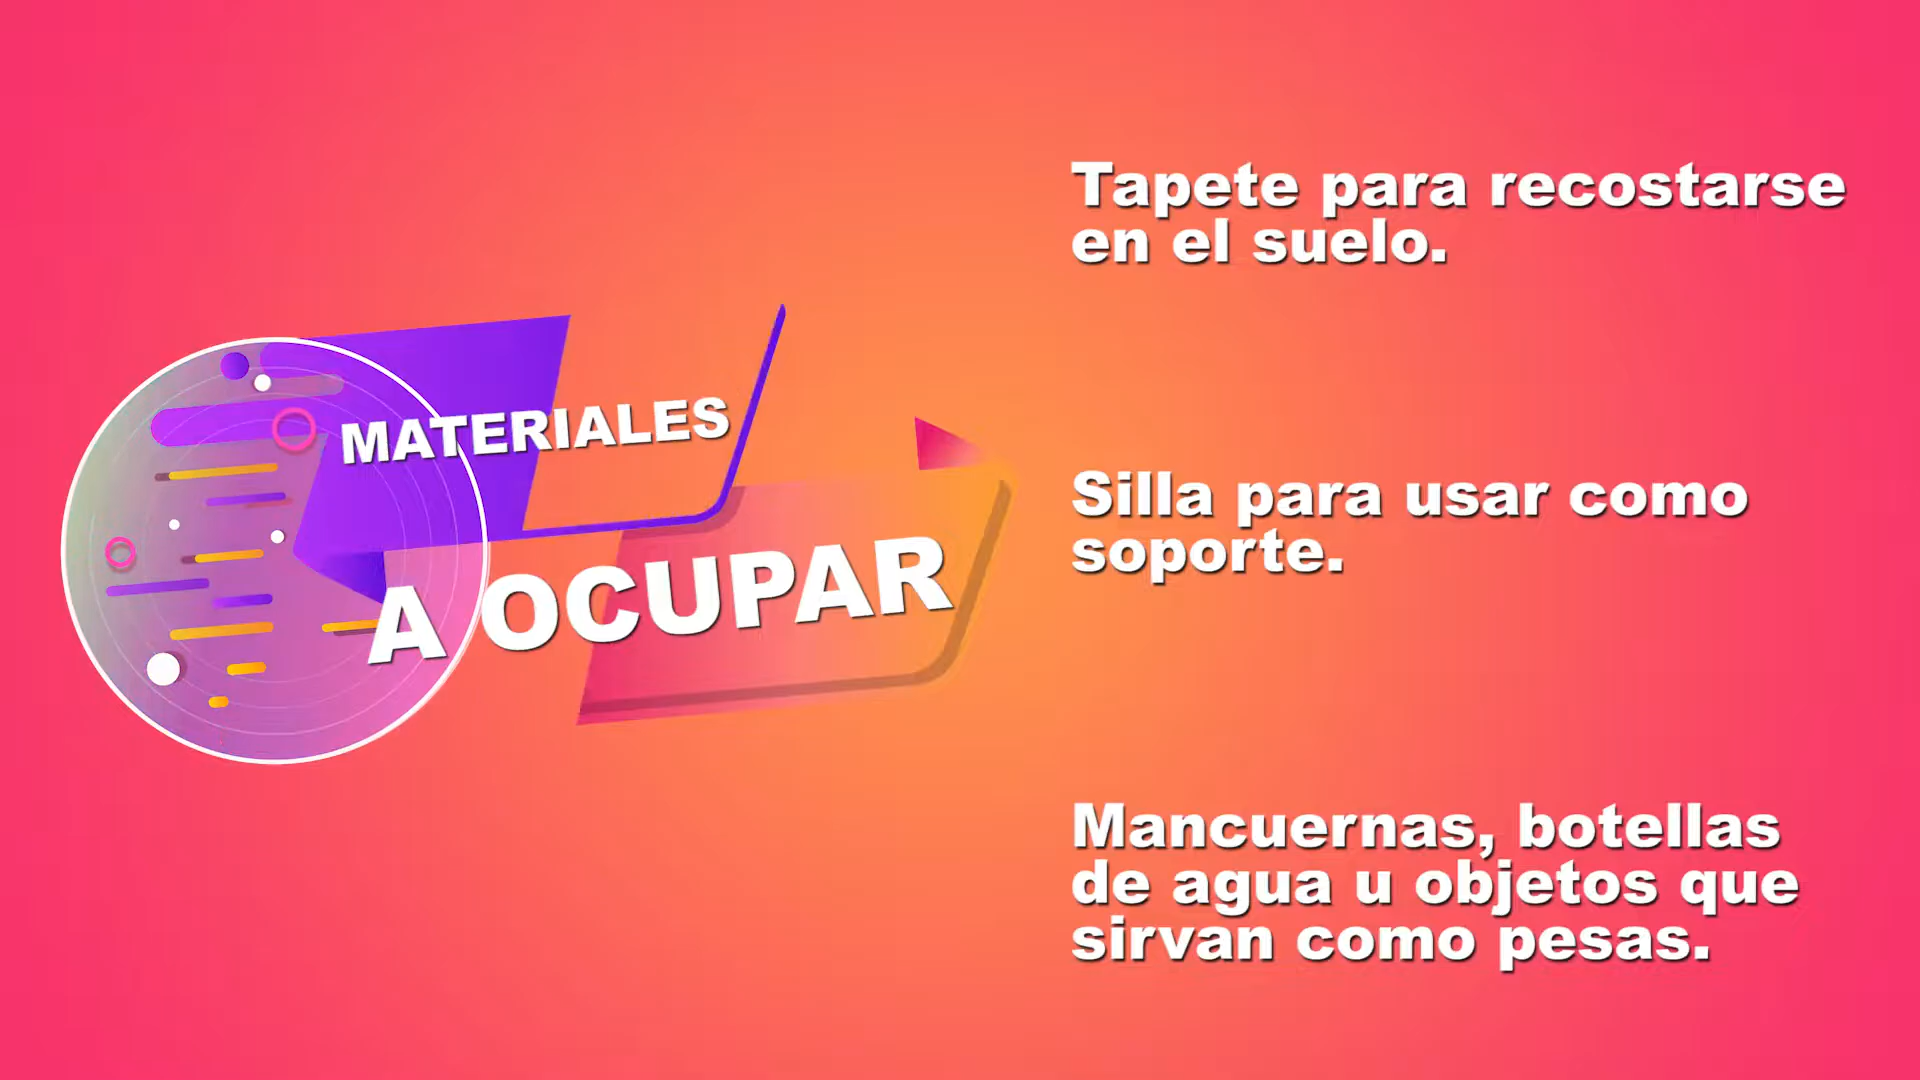 MATERIALES
A OCUPAR
Tapete para recostarse
en el suelo.
Silla para usar como
soporte.
Mancuernas, botellas
de agua u objetos que
sirvan como pesas.